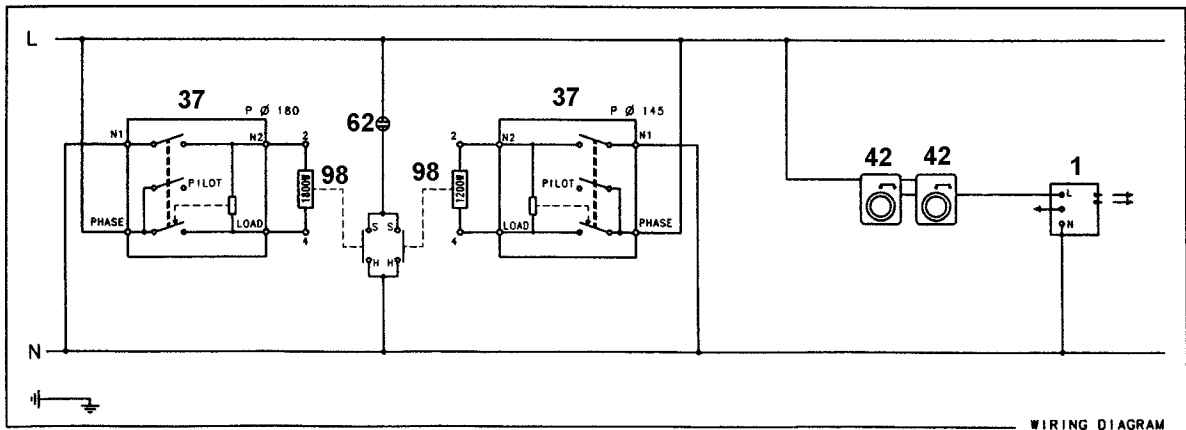 L
37
P Ø 180
62
37
P Ø 145
N1
N2
2
2
N2
N1
98
1800W
98
1200W
PILOT
PILOT
42
42
1
L
PHASE
LOAD
4
S
S
4
LOAD
PHASE
N
H
H
N
WIRING DIAGRAM